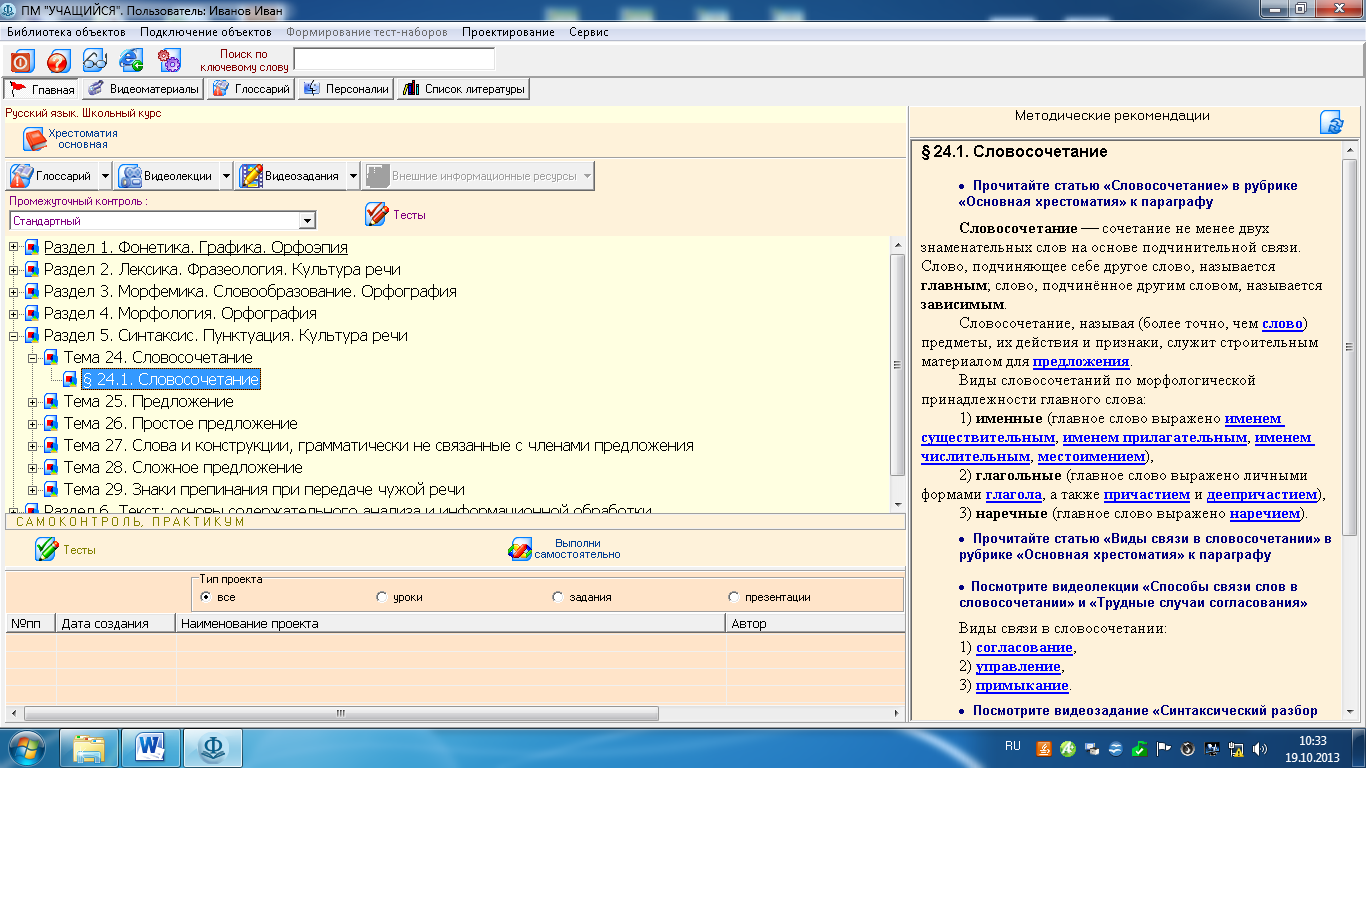 ПМ "УЧАЩИЙСЯ". Пользователь: Иванов Иван
Библиотека объектов Подключение объектов Формирование тест-наборов Проектирование Сервис
Поиск по
ключевому слову
Главная Видеоматериалы Глоссарий Персоналии Список литературы
Русский язык. Школьный курс
Хрестоматия
основная
Глоссарий Видеолекции Видеозадания Внешние информационные ресурсы
Промежуточный контроль :
Стандартный
Тесты
Раздел 1. Фонетика. Графика. Орфоэпия
Раздел 2. Лексика. Фразеология. Культура речи
Раздел 3. Морфемика. Словообразование. Орфография
Раздел 4. Морфология. Орфография
Раздел 5. Синтаксис. Пунктуация. Культура речи
Тема 24. Словосочетание
§ 24.1. Словосочетание
Тема 25. Предложение
Тема 26. Простое предложение
Тема 27. Слова и конструкции, грамматически не связанные с членами предложения
Тема 28. Сложное предложение
Тема 29. Знаки препинания при передаче чужой речи
Раздел 6. Текст: основы содержательного анализа и информационной обработки
САМОКОНТРОЛЬ, ПРАКТИКУМ
Тесты
Выполни
самостоятельно
Тип проекта
все уроки задания презентации
№пп Дата создания Наименование проекта Автор
Методические рекомендации
§ 24.1. Словосочетание
• Прочитайте статью «Словосочетание» в рубрике
«Основная хрестоматия» к параграфу
Словосочетание — сочетание не менее двух
знаменательных слов на основе подчинительной связи.
Слово, подчиняющее себе другое слово, называется
главным; слово, подчинённое другим словом, называется
зависимым.
Словосочетание, называя (более точно, чем слово)
предметы, их действия и признаки, служит строительным
материалом для предложения.
Виды словосочетаний по морфологической
принадлежности главного слова:
1) именные (главное слово выражено именем
существительным, именем прилагательным, именем
числительным, местоимением),
2) глагольные (главное слово выражено личными
формами глагола, а также причастием и деепричастием),
3) наречные (главное слово выражено наречием).
• Прочитайте статью «Виды связи в словосочетании» в
рубрике «Основная хрестоматия» к параграфу
• Посмотрите видеолекции «Способы связи слов в
словосочетании» и «Трудные случаи согласования»
Виды связи в словосочетании:
1) согласование,
2) управление,
3) примыкание.
• Посмотрите видеозадание «Синтаксический разбор
RU
10:33
19.10.2013